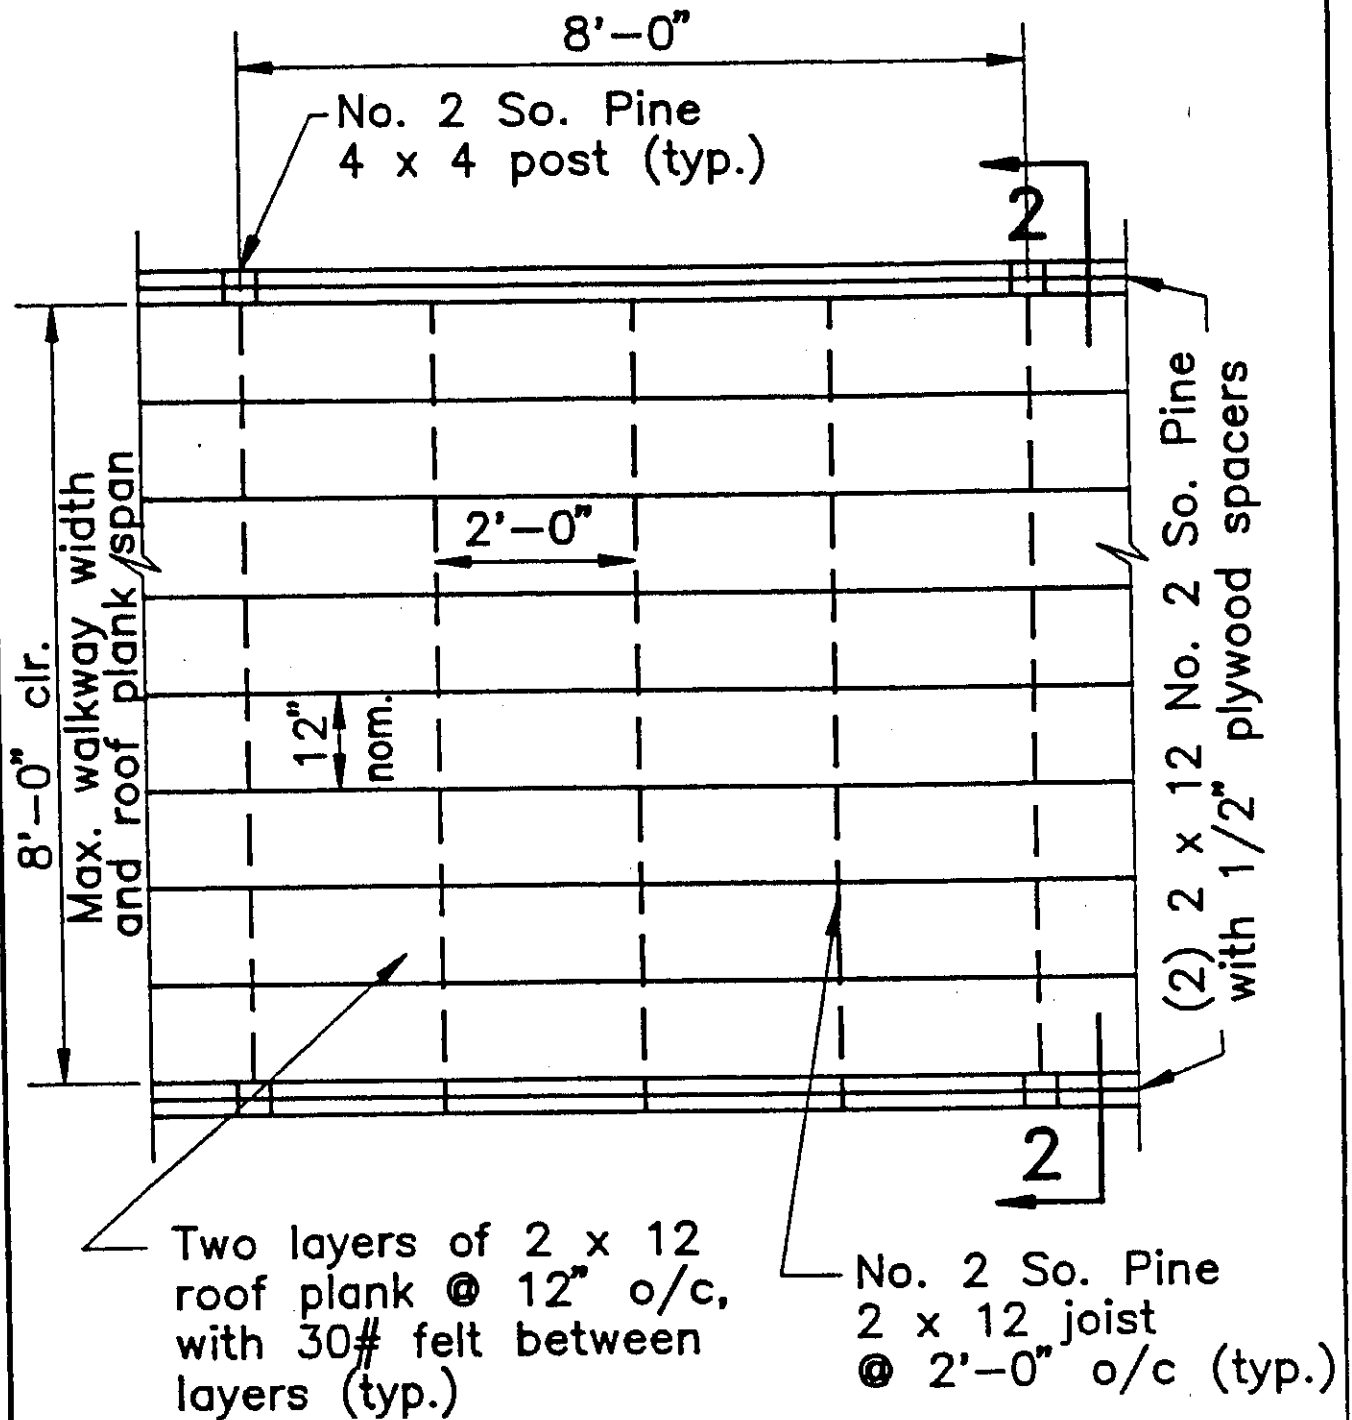 8'-0"
No. 2 So. Pine
4 x 4 post (typ.)
2
8'-0" clr.
Max. walkway width
and roof plank span
2'-0"
12"
nom.
(2) 2 x 12 No. 2 So. Pine
with 1/2" plywood spacers
2
Two layers of 2 x 12
roof plank @ 12" o/c,
with 30# felt between
layers (typ.)
No. 2 So. Pine
2 x 12 joist
@ 2'-0" o/c (typ.)